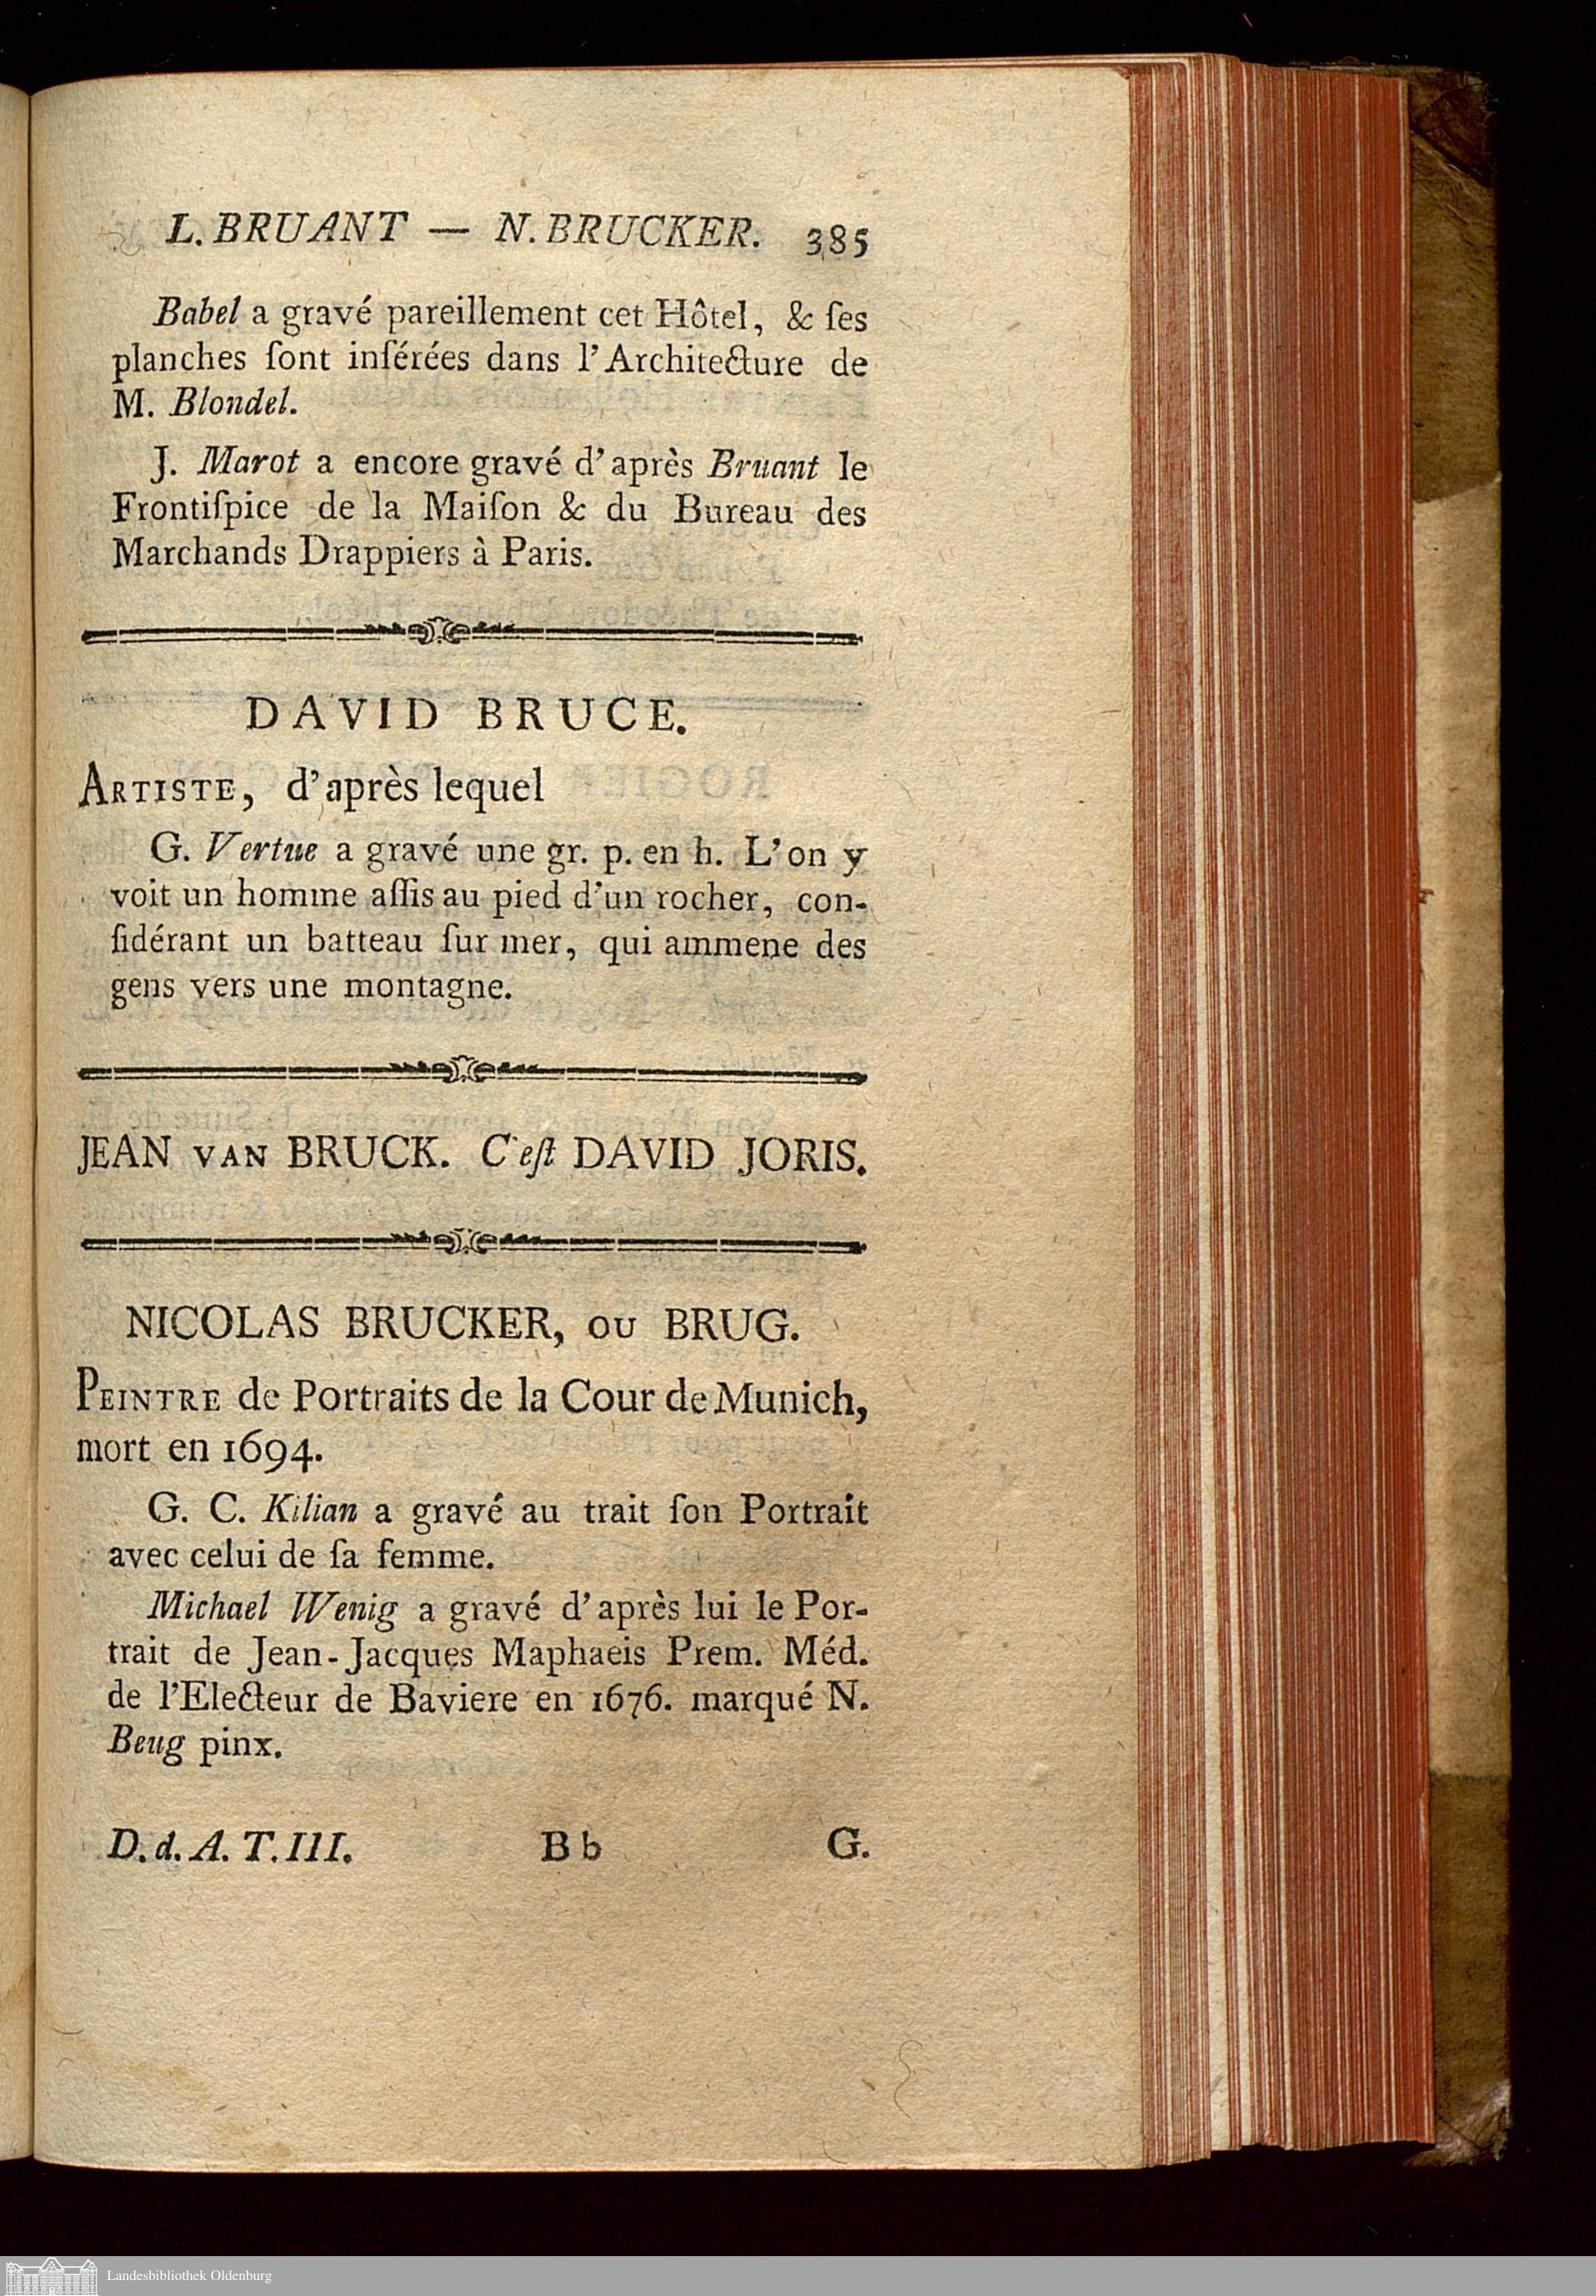 L. BRUANT — N. BRUCKER. 385
Babel a gravé pareillement cet Hôtel, & ſes
planches ſont inſérées dans l'Architecture de
M. Blondel.
J. Marot a encore gravé d'après Bruant le
Frontiſpice de la Maiſon & du Bureau des
Marchands Drappiers à Paris.
DAVID BRUCE.
ARTISTE, d'après lequel
G. Vertue a gravé une gr. p. en h. L'on y
voit un homme aſſis au pied d'un rocher, con-
ſidérant un batteau ſur mer, qui ammene des
gens vers une montagne.
JEAN VAN BRUCK. C'eſt DAVID JORIS.
NICOLAS BRUCKER, ou BRUG.
PEINTRE de Portraits de la Cour de Munich,
mort en 1694.
G. C. Kilian a gravé au trait ſon Portrait
avec celui de ſa femme.
Michael Wenig a gravé d'après lui le Por-
trait de Jean-Jacques Maphaeis Prem. Méd.
de l'Electeur de Baviere en 1676. marqué N.
Beug pinx.
D. d. A. T. III. Bb G.
Landesbibliothek Oldenburg